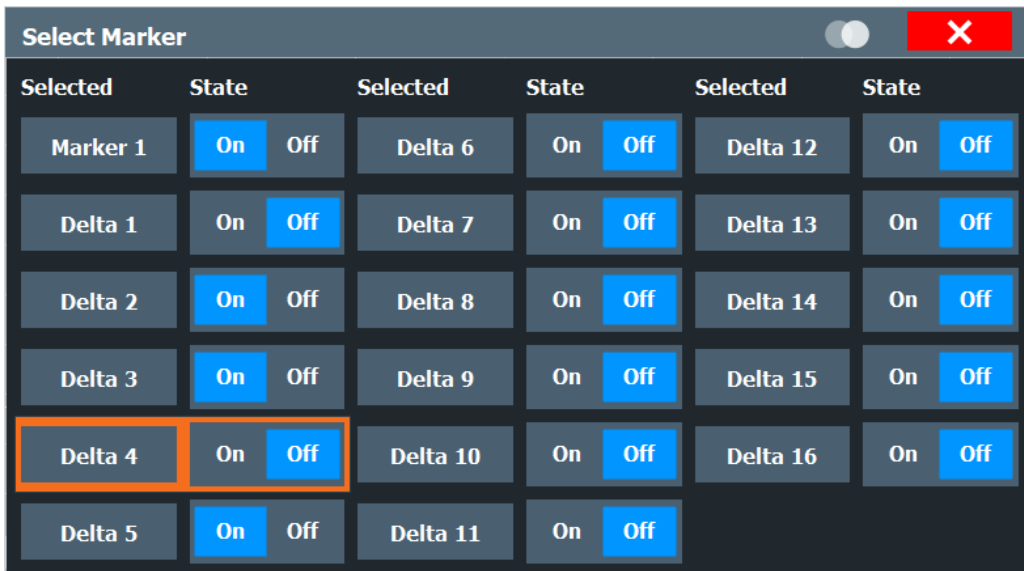 Select Marker
Selected State Selected State Selected State
Marker 1 On Off Delta 6 On Off Delta 12 On Off
Delta 1 On Off Delta 7 On Off Delta 13 On Off
Delta 2 On Off Delta 8 On Off Delta 14 On Off
Delta 3 On Off Delta 9 On Off Delta 15 On Off
Delta 4 On Off Delta 10 On Off Delta 16 On Off
Delta 5 On Off Delta 11 On Off